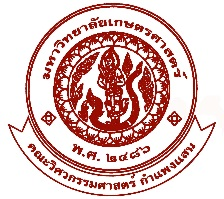 มหาวิทยาลัยเกษตรศาสตร์
พ.ศ. ๒๔๘๖
คณะวิศวกรรมศาสตร์ กำแพงแสน